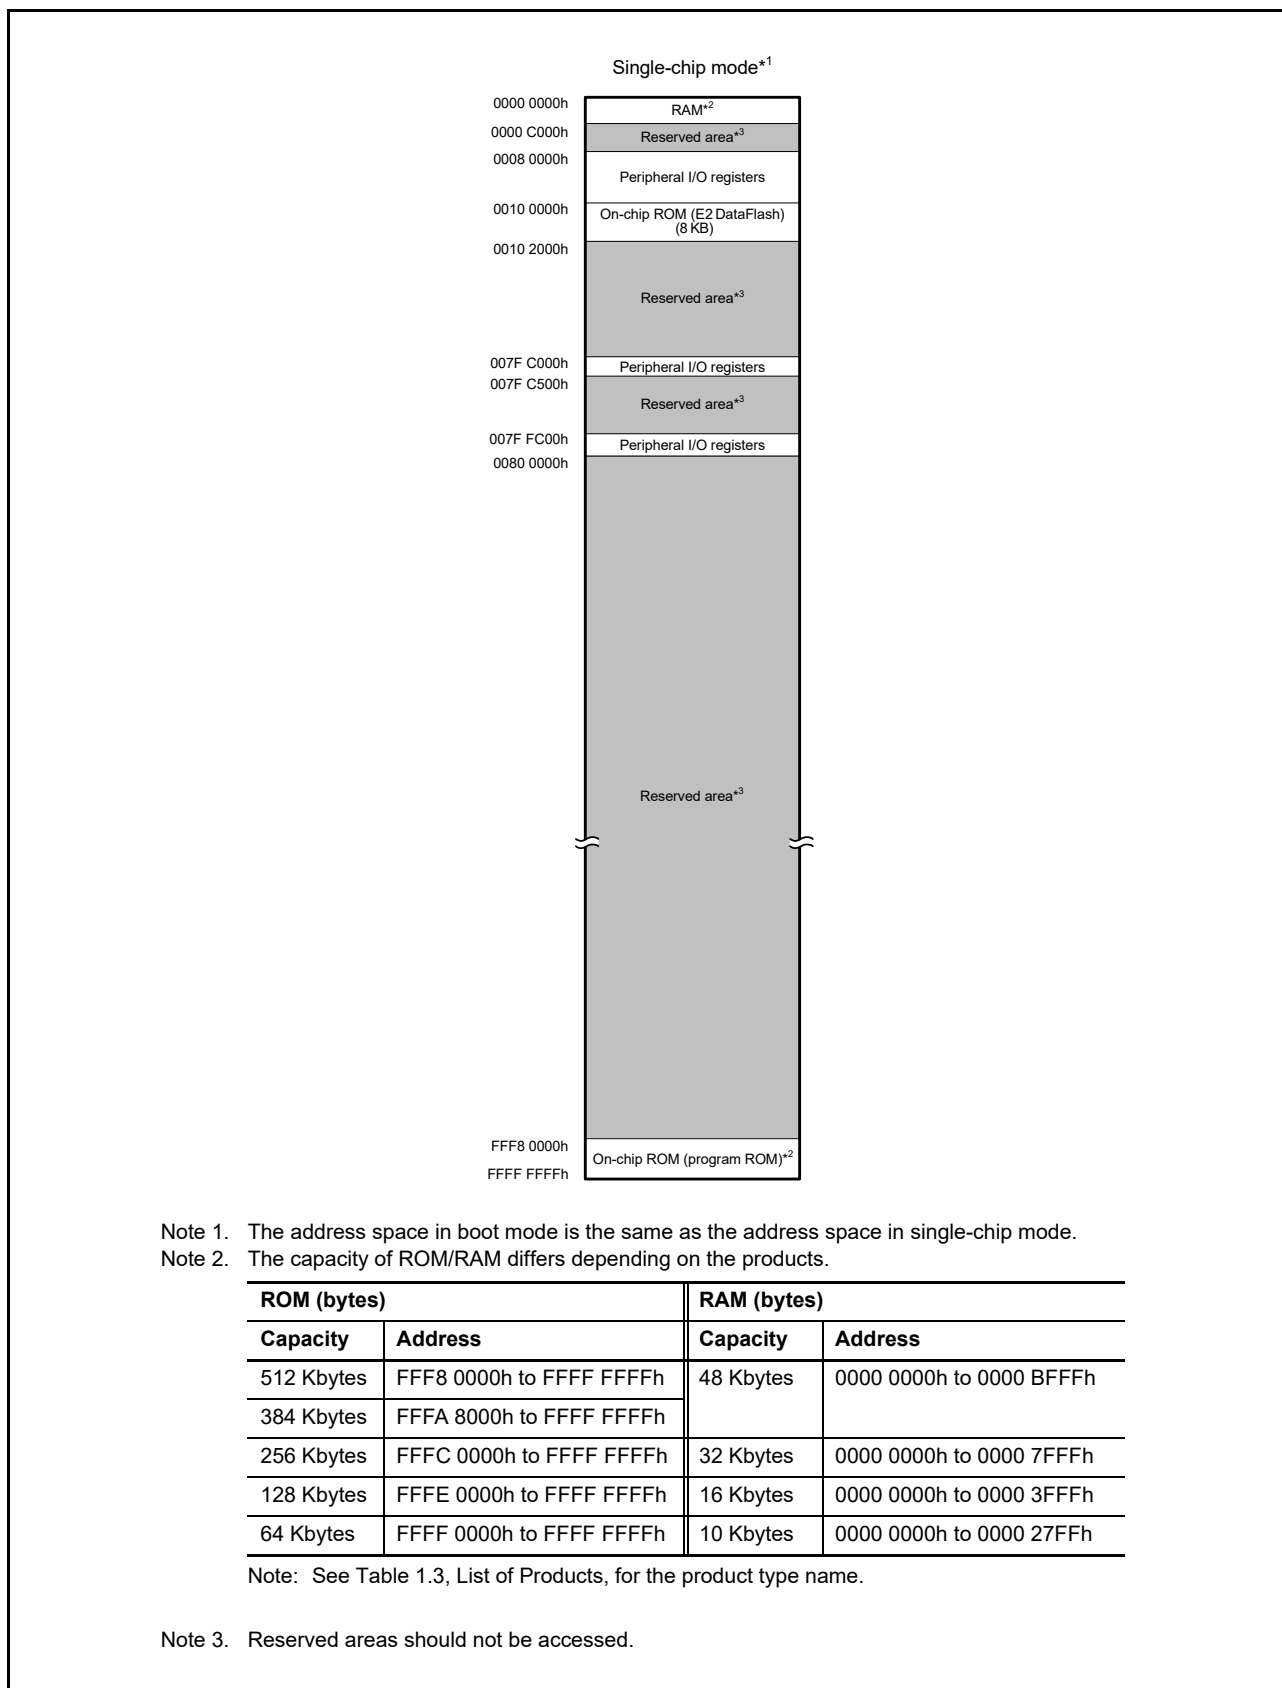 Single-chip mode*1
0000 0000h
RAM*2
0000 C000h
Reserved area*3
0008 0000h
Peripheral I/O registers
0010 0000h
On-chip ROM (E2 DataFlash)
(8 KB)
0010 2000h
Reserved area*3
007F C000h
Peripheral I/O registers
007F C500h
Reserved area*3
007F FC00h
Peripheral I/O registers
0080 0000h
Reserved area*3
FFF8 0000h
On-chip ROM (program ROM)*2
FFFF FFFFh
Note 1. The address space in boot mode is the same as the address space in single-chip mode.
Note 2. The capacity of ROM/RAM differs depending on the products.
ROM (bytes) RAM (bytes)
Capacity Address Capacity Address
512 Kbytes FFF8 0000h to FFFF FFFFh 48 Kbytes 0000 0000h to 0000 BFFFh
384 Kbytes FFFA 8000h to FFFF FFFFh
256 Kbytes FFFC 0000h to FFFF FFFFh 32 Kbytes 0000 0000h to 0000 7FFFh
128 Kbytes FFFE 0000h to FFFF FFFFh 16 Kbytes 0000 0000h to 0000 3FFFh
64 Kbytes FFFF 0000h to FFFF FFFFh 10 Kbytes 0000 0000h to 0000 27FFh
Note: See Table 1.3, List of Products, for the product type name.
Note 3. Reserved areas should not be accessed.